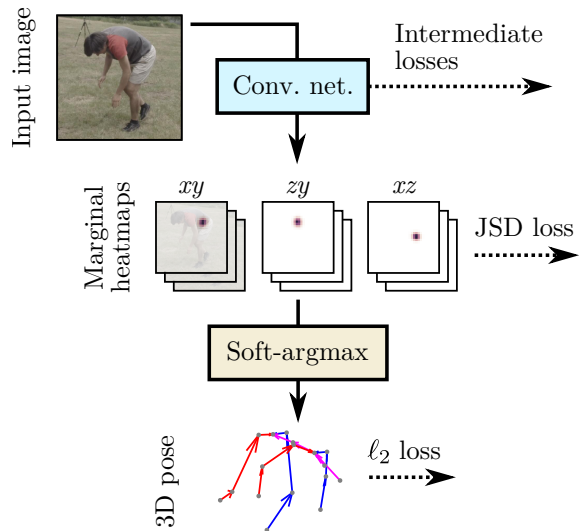 Input image
Conv. net.
Intermediate
losses
Marginal
heatmaps
xy
zy
xz
JSD loss
Soft-argmax
3D pose
ℓ₂ loss